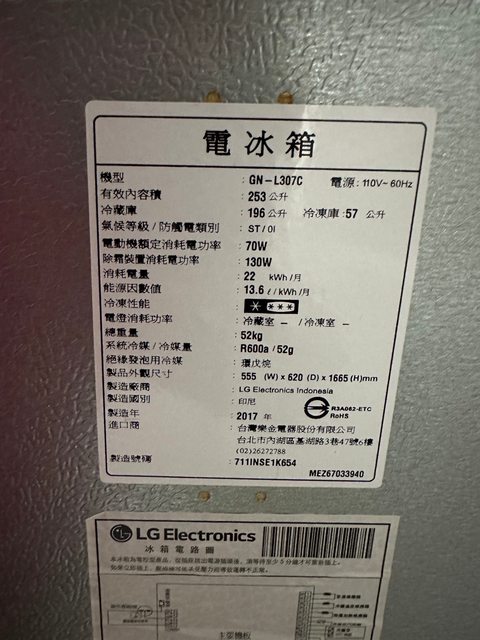 電冰箱
機型 : GN-L307C 電源: 110V~ 60Hz
有效內容積 : 253 公升
冷藏庫 : 196 公升 冷凍庫: 57 公升
氣候等級/防觸電類別 : ST / 0I
電動機額定消耗電功率 : 70W
除霜裝置消耗電功率 : 130W
消耗電量 : 22 kWh /月
能源因數值 : 13.6 ℓ / kWh /月
冷凍性能 :
電燈消耗功率 : 冷藏室 – / 冷凍室 –
總重量 : 52kg
系統冷媒/冷媒量 : R600a / 52g
絕緣發泡用冷媒 : 環戊烷
製品外觀尺寸 : 555 (W) x 620 (D) x 1665 (H)mm
製造廠商 : LG Electronics Indonesia
製造國別 : 印尼
製造年 : 2017 年
R3A082-ETC
RoHS
進口商 : 台灣樂金電器股份有限公司
台北市內湖區基湖路3巷47號6樓
(02)26272788
製造號碼 : 711INSE1K654
MEZ67033940
LG Electronics
冰箱電路圖
主要機板